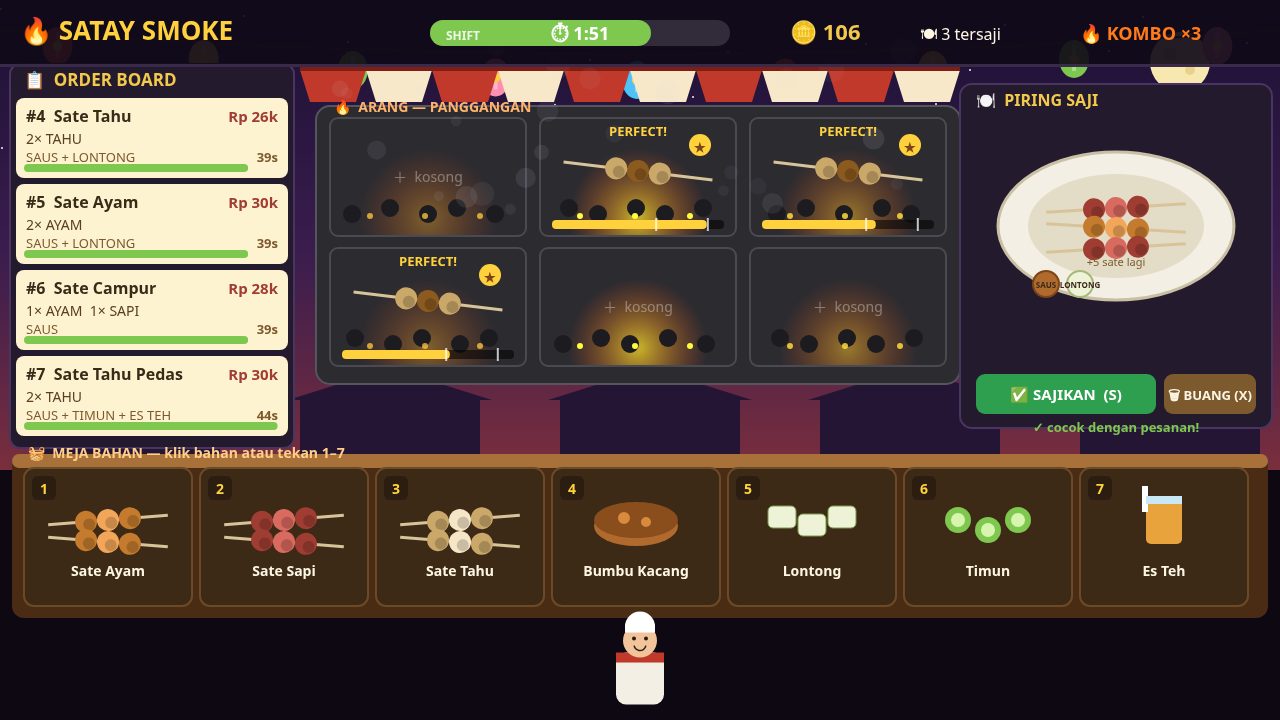 🔥 SATAY SMOKE
SHIFT
⏱ 1:51
🪙 106
🍽 3 tersaji
🔥 KOMBO ×3
📋 ORDER BOARD
#4 Sate Tahu
Rp 26k
2× TAHU
SAUS + LONTONG
39s
#5 Sate Ayam
Rp 30k
2× AYAM
SAUS + LONTONG
39s
#6 Sate Campur
Rp 28k
1× AYAM 1× SAPI
SAUS
39s
#7 Sate Tahu Pedas
Rp 30k
2× TAHU
SAUS + TIMUN + ES TEH
44s
🔥 ARANG — PANGGANGAN
+ kosong
PERFECT!
PERFECT!
PERFECT!
+ kosong
+ kosong
🍽 PIRING SAJI
+5 sate lagi
SAUS
LONTONG
✅ SAJIKAN (S)
🗑 BUANG (X)
✓ cocok dengan pesanan!
🧺 MEJA BAHAN — klik bahan atau tekan 1–7
1
Sate Ayam
2
Sate Sapi
3
Sate Tahu
4
Bumbu Kacang
5
Lontong
6
Timun
7
Es Teh